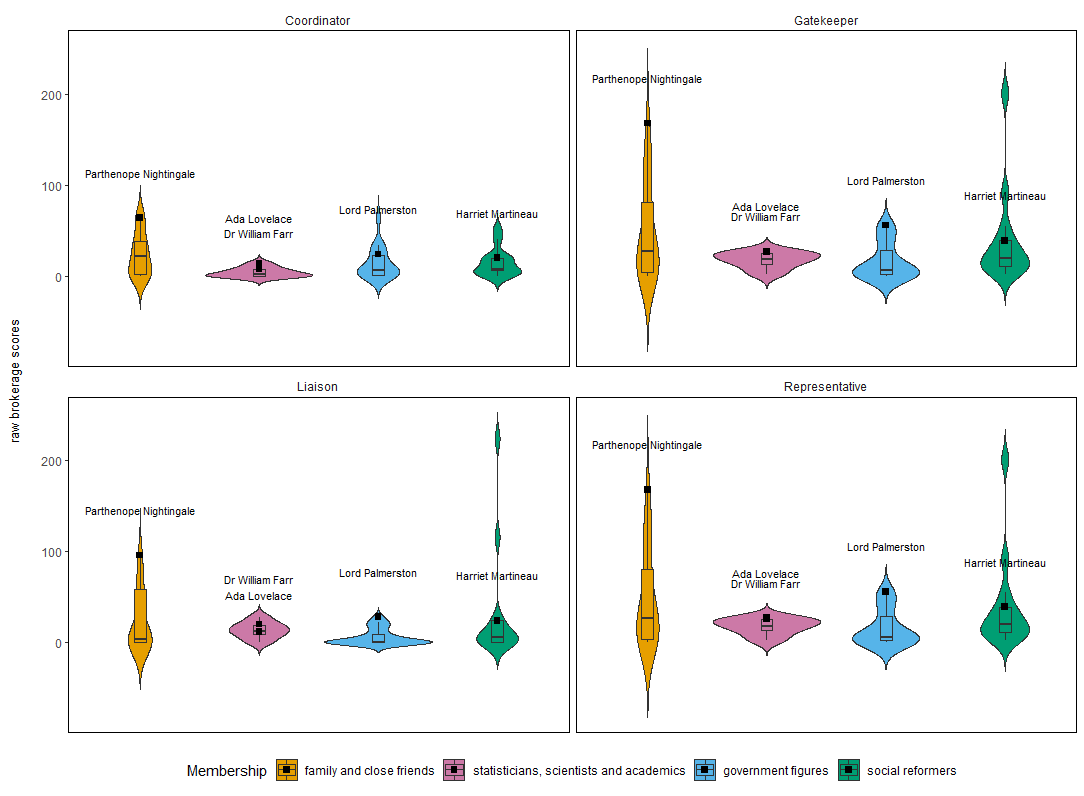 Coordinator
Gatekeeper
200
100
0
Parthenope Nightingale
Ada Lovelace
Dr William Farr
Lord Palmerston
Harriet Martineau
Parthenope Nightingale
Ada Lovelace
Dr William Farr
Lord Palmerston
Harriet Martineau
raw brokerage scores
Liaison
Representative
200
100
0
Parthenope Nightingale
Dr William Farr
Ada Lovelace
Lord Palmerston
Harriet Martineau
Parthenope Nightingale
Ada Lovelace
Dr William Farr
Lord Palmerston
Harriet Martineau
Membership family and close friends statisticians, scientists and academics government figures social reformers